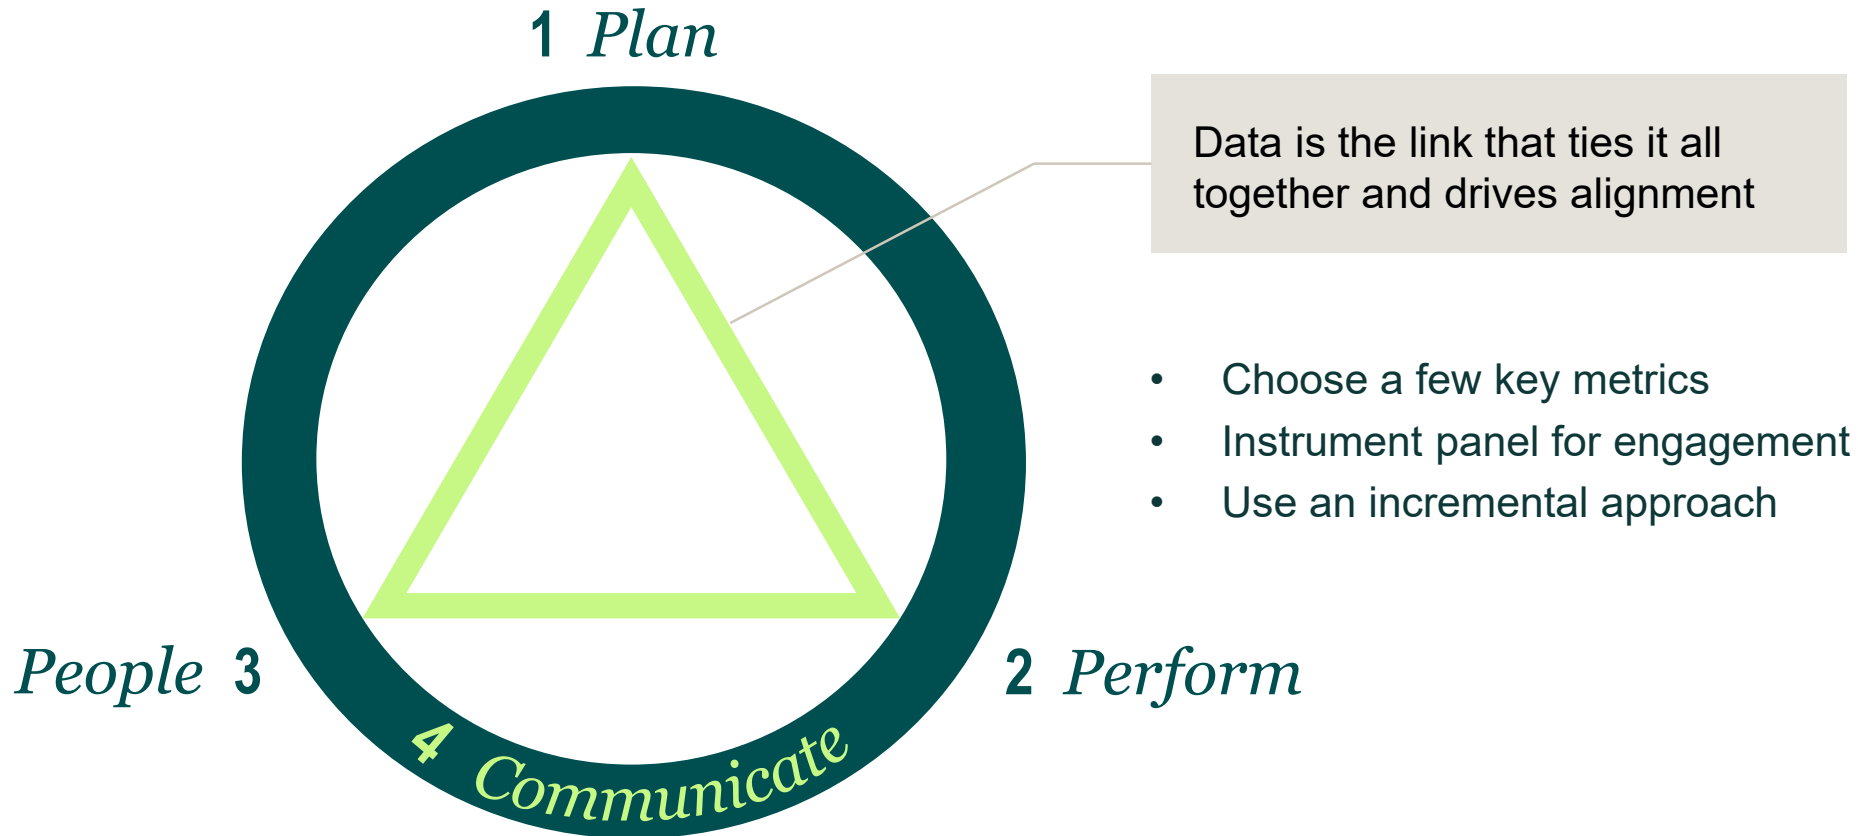 1 Plan
Data is the link that ties it all
together and drives alignment
• Choose a few key metrics
• Instrument panel for engagement
• Use an incremental approach
People 3
2 Perform
4 Communicate